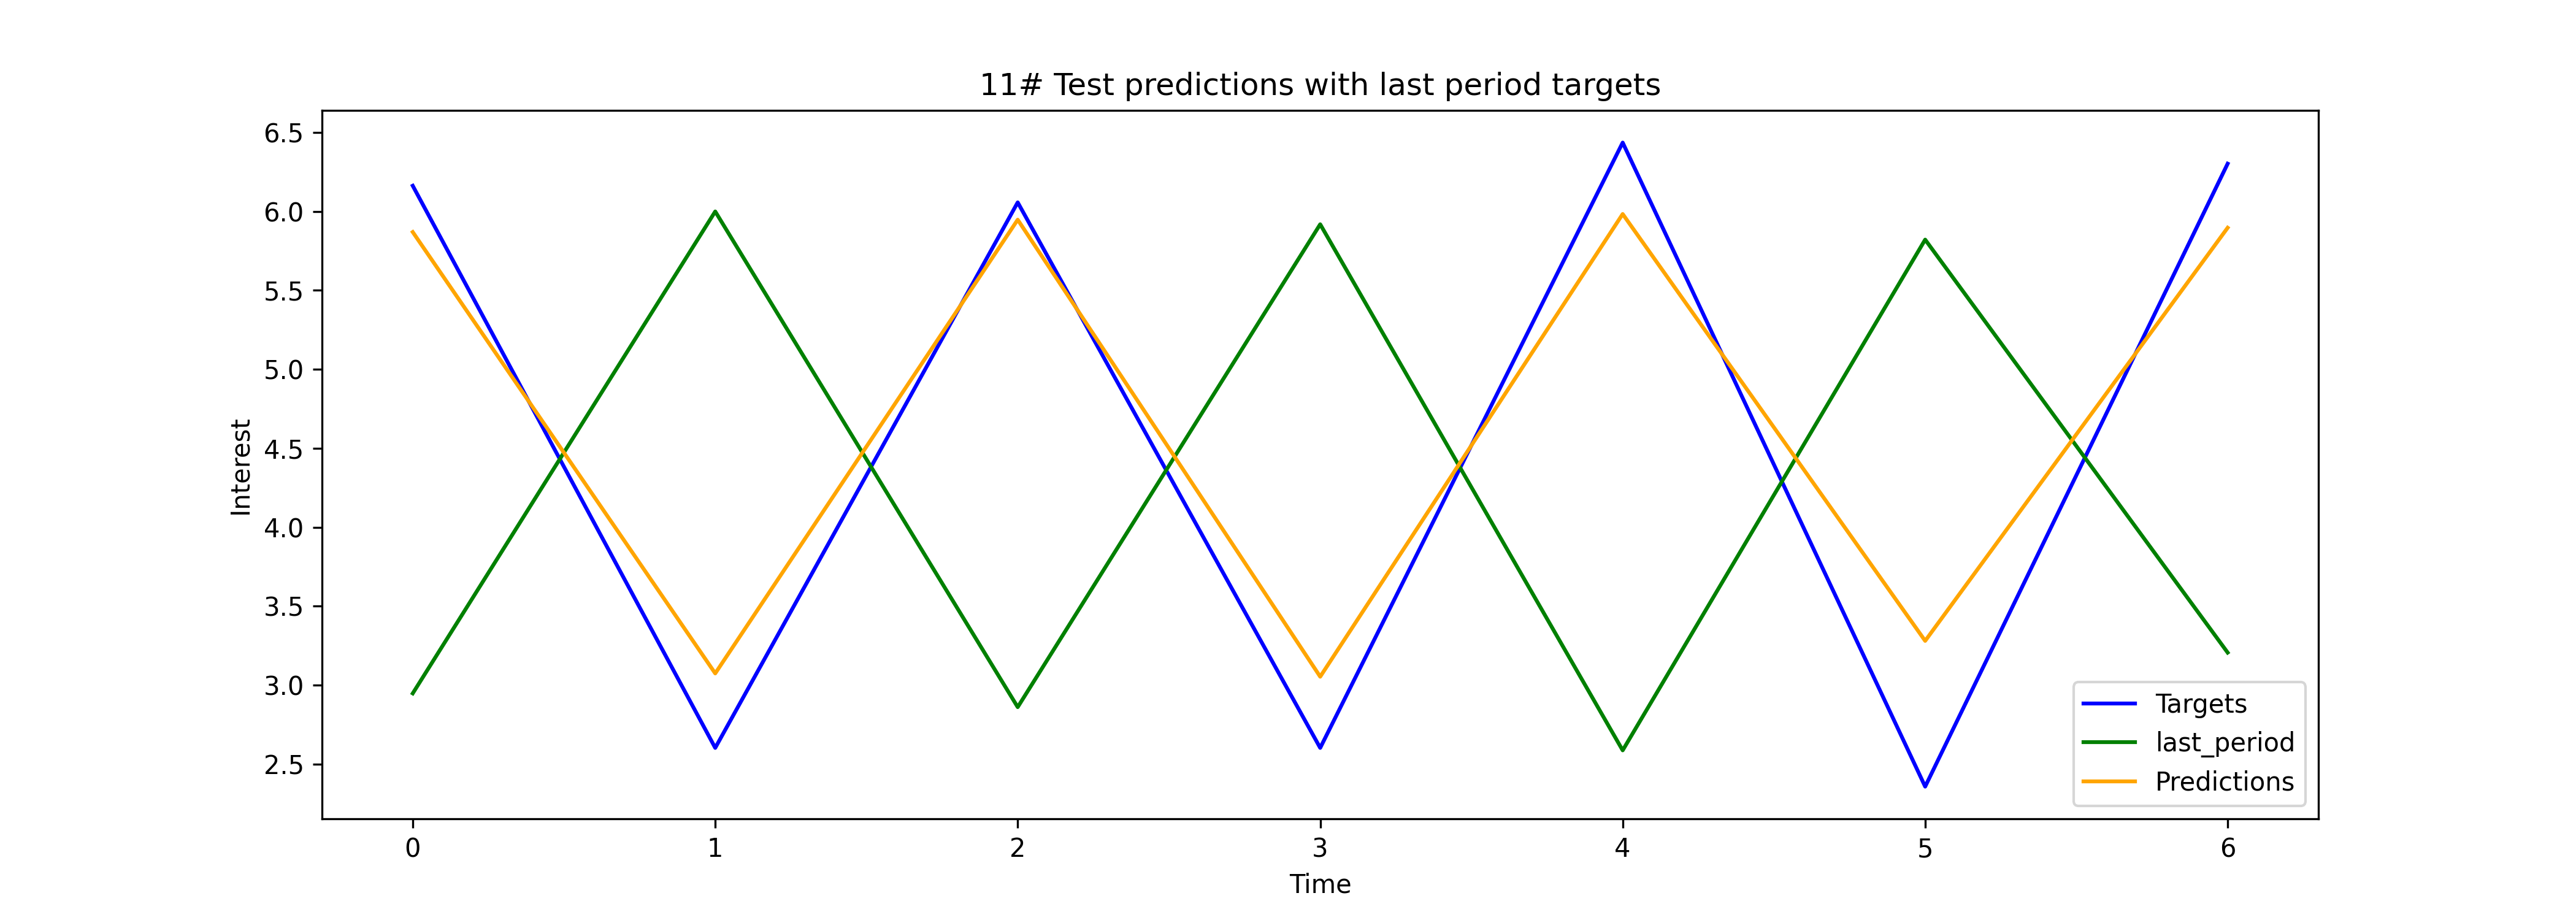 11# Test predictions with last period targets
6.5
6.0
5.5
5.0
4.5
4.0
3.5
3.0
2.5
Interest
Targets
last_period
Predictions
0 1 2 3 4 5 6
Time